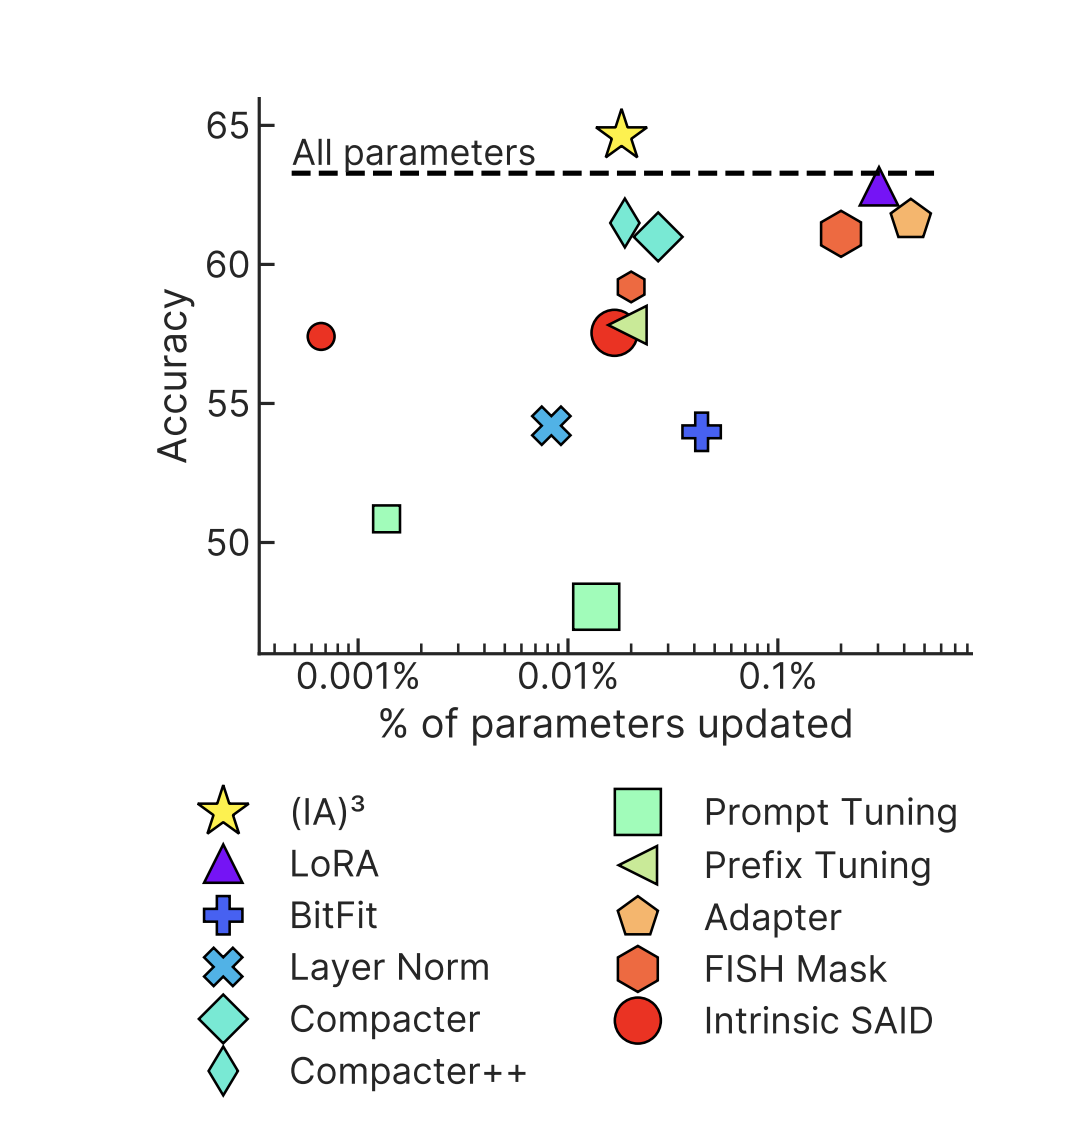 65
All parameters
60
Accuracy
55
50
0.001% 0.01% 0.1%
% of parameters updated
(IA)³
LoRA
BitFit
Layer Norm
Compacter
Compacter++
Prompt Tuning
Prefix Tuning
Adapter
FISH Mask
Intrinsic SAID